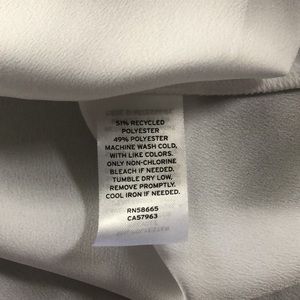 51% RECYCLED
POLYESTER
49% POLYESTER
MACHINE WASH COLD,
WITH LIKE COLORS.
ONLY NON-CHLORINE
BLEACH IF NEEDED.
TUMBLE DRY LOW,
REMOVE PROMPTLY.
COOL IRON IF NEEDED.
RN58665
CA57963